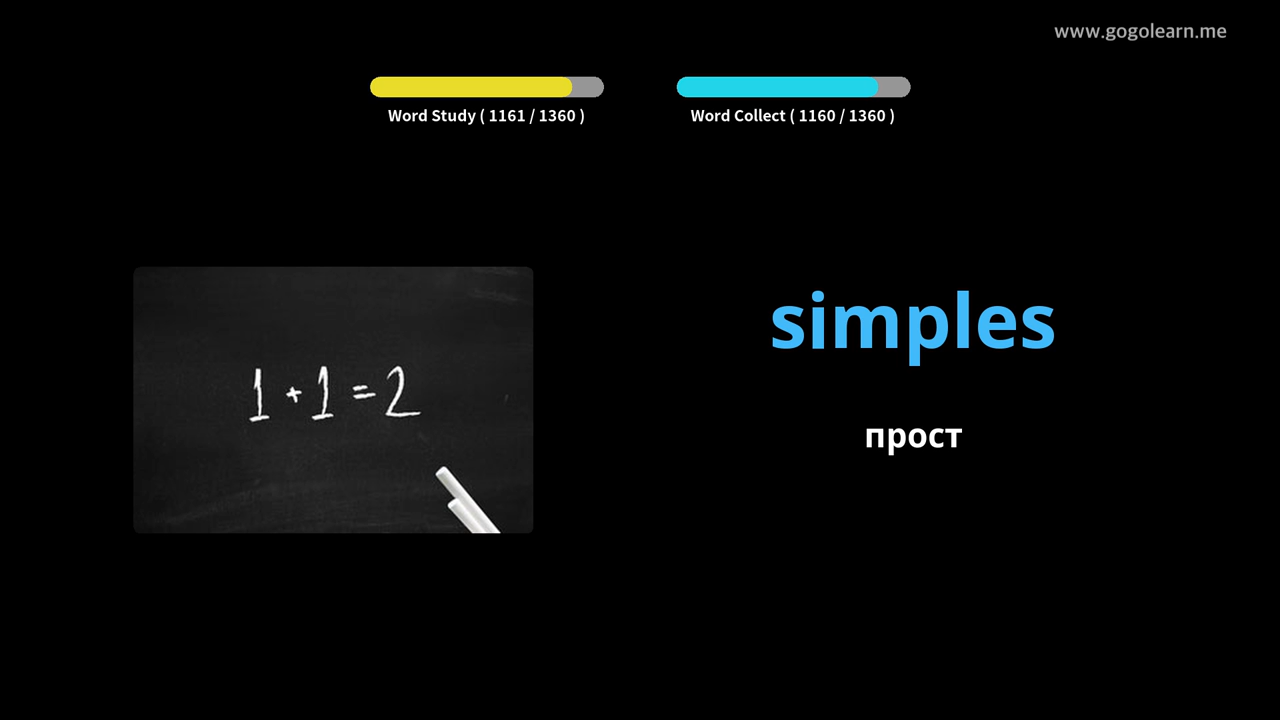 www.gogolearn.me
Word Study ( 1161 / 1360 )
Word Collect ( 1160 / 1360 )
1 + 1 = 2
simples
прост